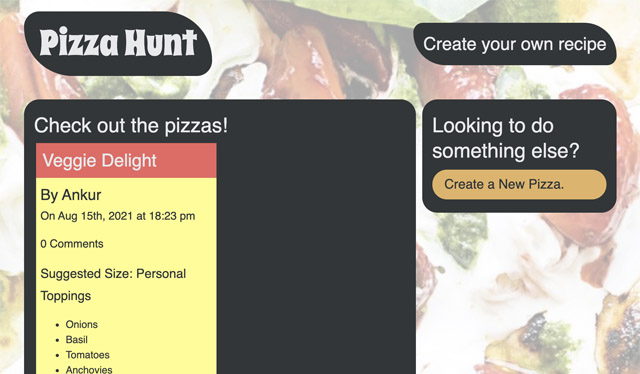 Pizza Hunt
Create your own recipe
Check out the pizzas!
Veggie Delight
By Ankur
On Aug 15th, 2021 at 18:23 pm
0 Comments
Suggested Size: Personal
Toppings
Onions
Basil
Tomatoes
Anchovies
Looking to do
something else?
Create a New Pizza.